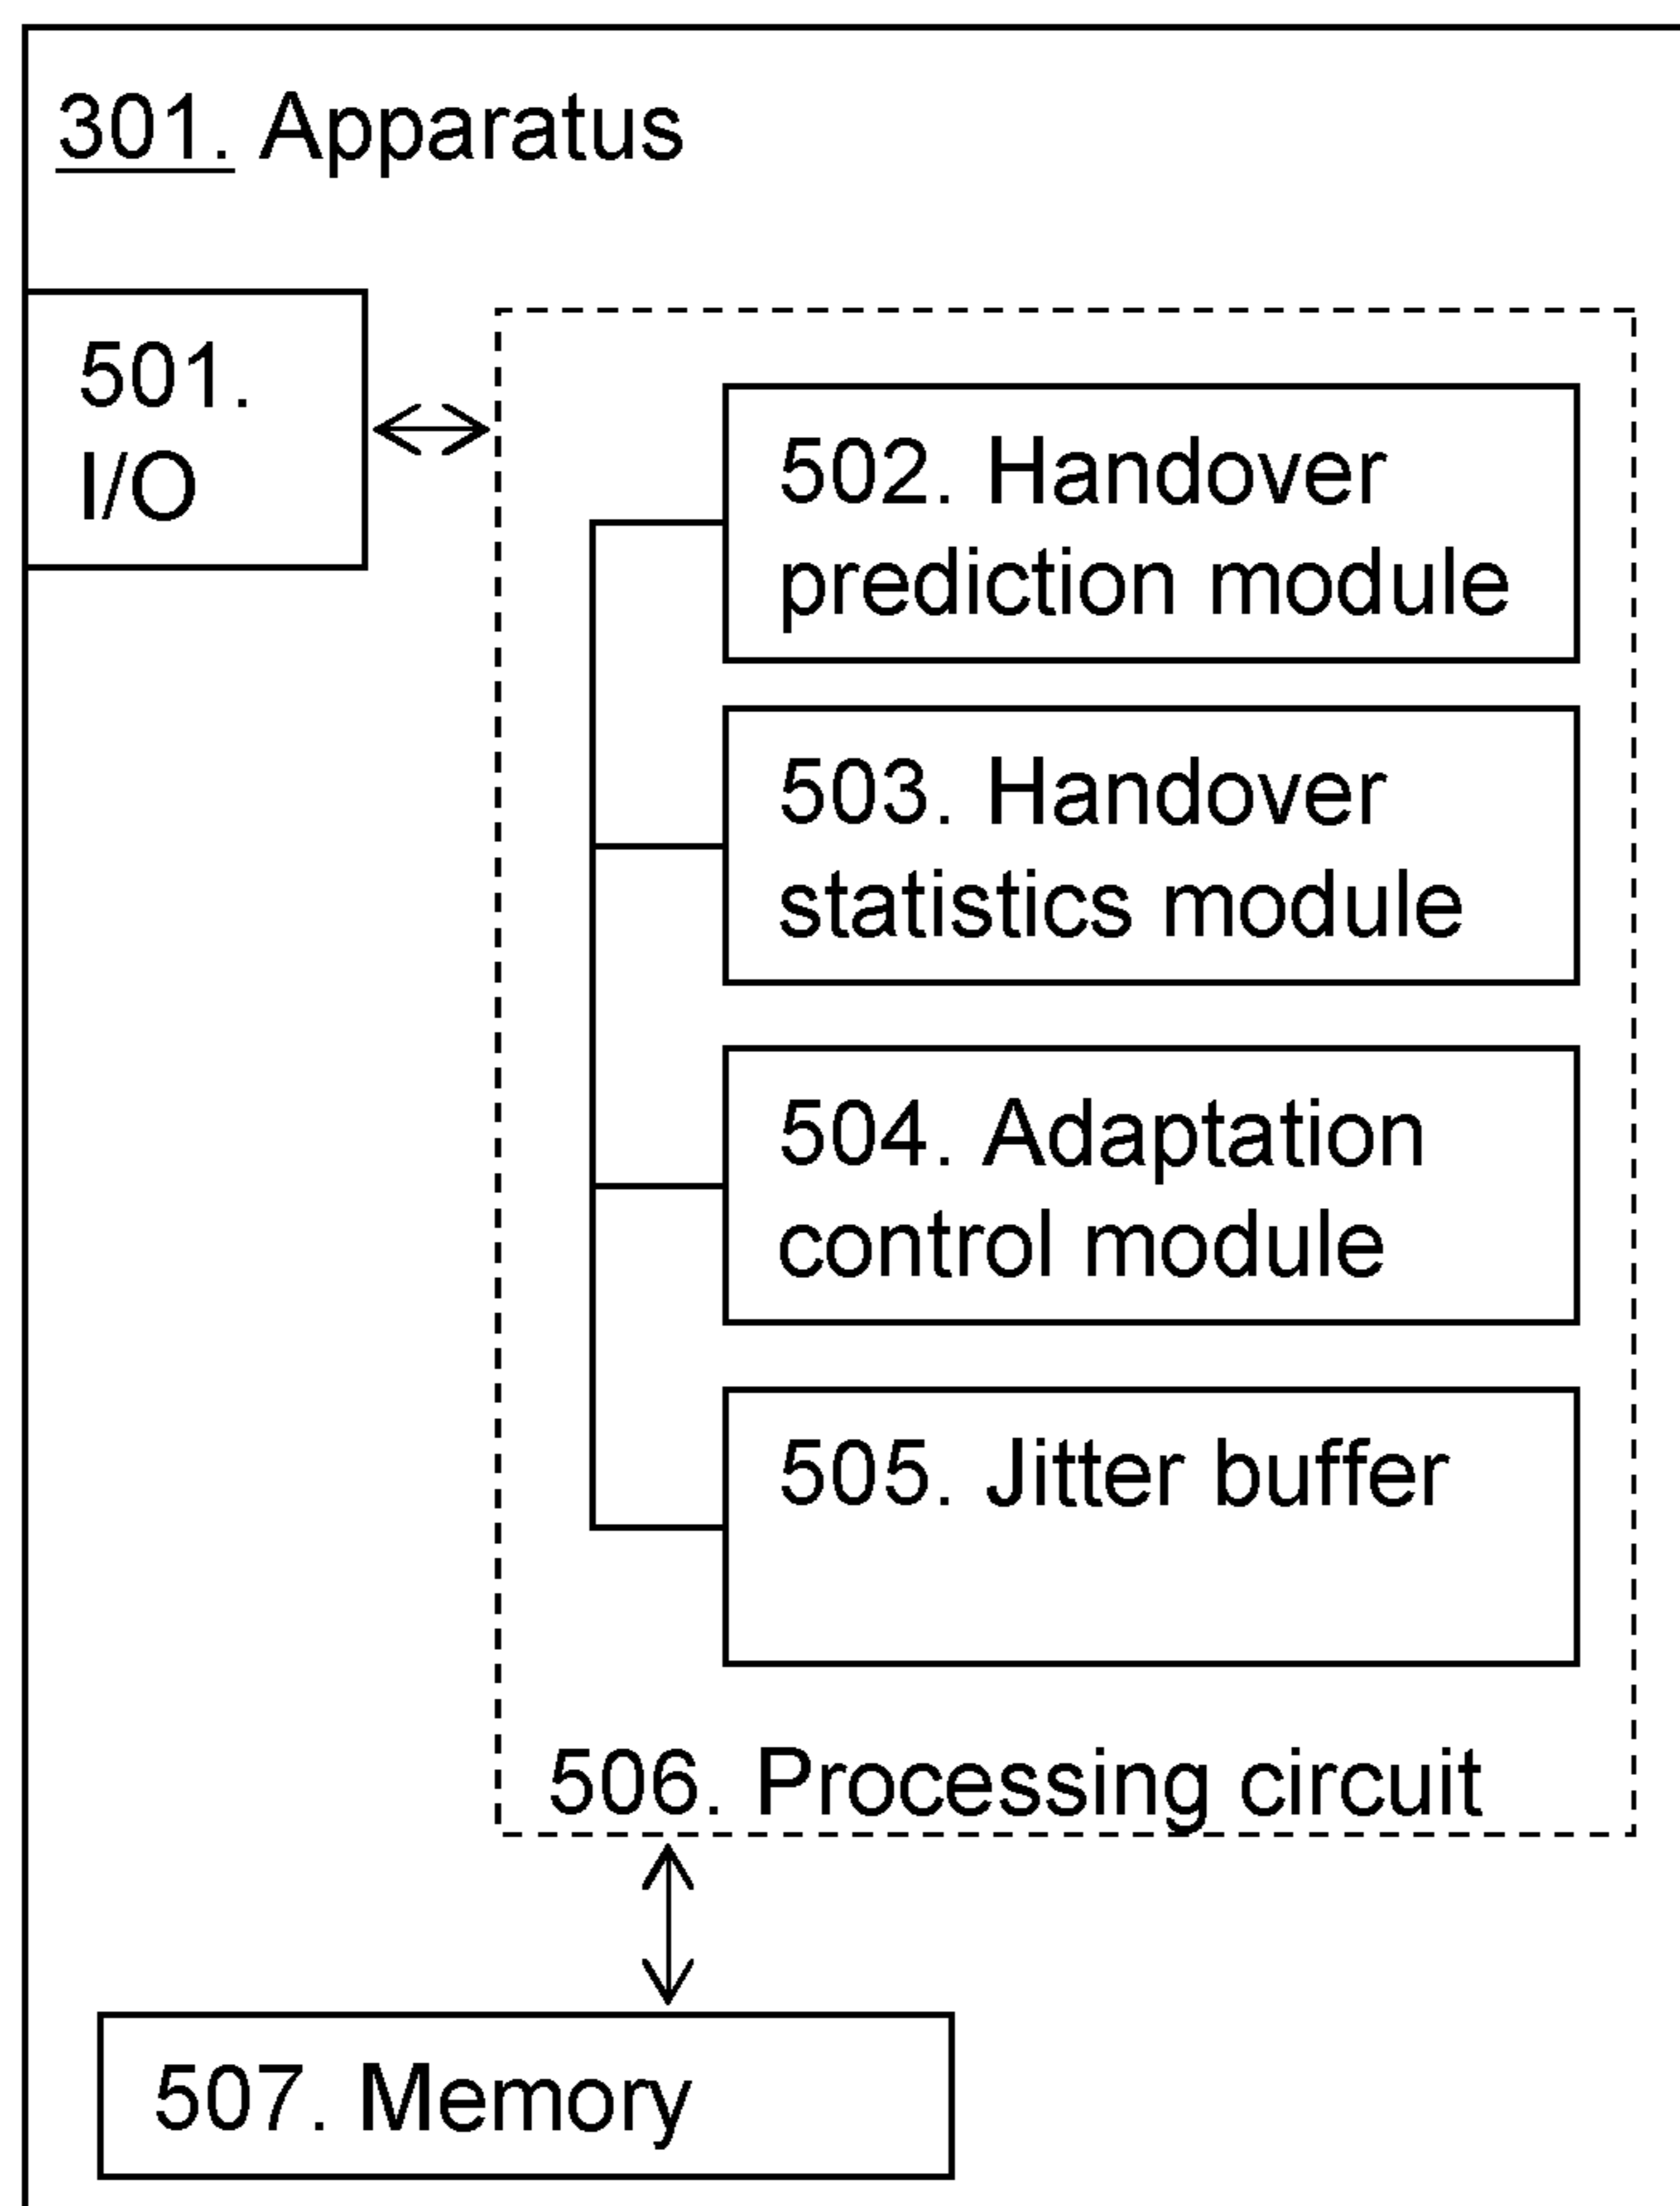 301. Apparatus
501.
I/O
502. Handover
prediction module
503. Handover
statistics module
504. Adaptation
control module
505. Jitter buffer
506. Processing circuit
507. Memory